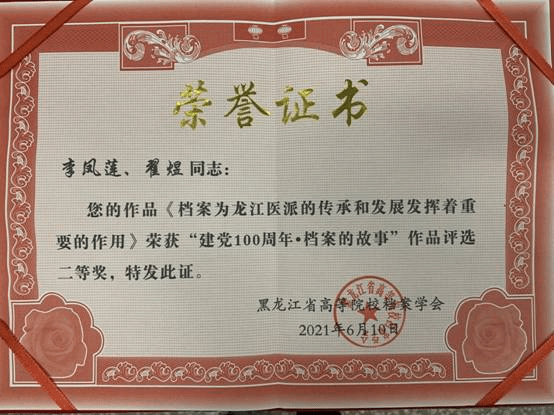 荣誉证书
李凤莲、翟煜同志：
您的作品《档案为龙江医派的传承和发展发挥着重
要的作用》荣获“建党100周年·档案的故事”作品评选
二等奖，特发此证。
黑龙江省高等院校档案学会
2021年6月10日